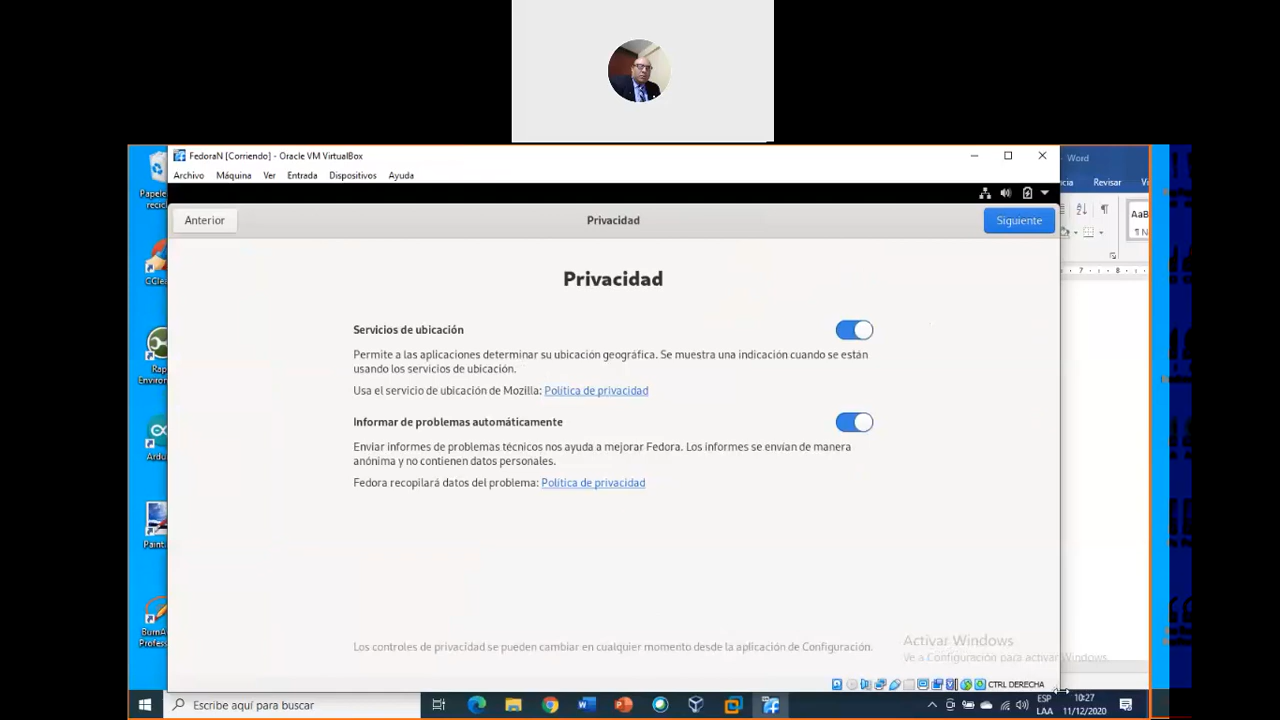 FedoraN [Corriendo] - Oracle VM VirtualBox
Word
Archivo Máquina Ver Entrada Dispositivos Ayuda
Revisar
Anterior
Privacidad
Siguiente
Privacidad
Servicios de ubicación
Permite a las aplicaciones determinar su ubicación geográfica. Se muestra una indicación cuando se están
usando los servicios de ubicación.
Usa el servicio de ubicación de Mozilla: Política de privacidad
Informar de problemas automáticamente
Enviar informes de problemas técnicos nos ayuda a mejorar Fedora. Los informes se envían de manera
anónima y no contienen datos personales.
Fedora recopilará datos del problema: Política de privacidad
Los controles de privacidad se pueden cambiar en cualquier momento desde la aplicación de Configuración.
Activar Windows
Ve a Configuración para activar Windows.
CTRL DERECHA
Escribe aquí para buscar
ESP
LAA
10:27
11/12/2020